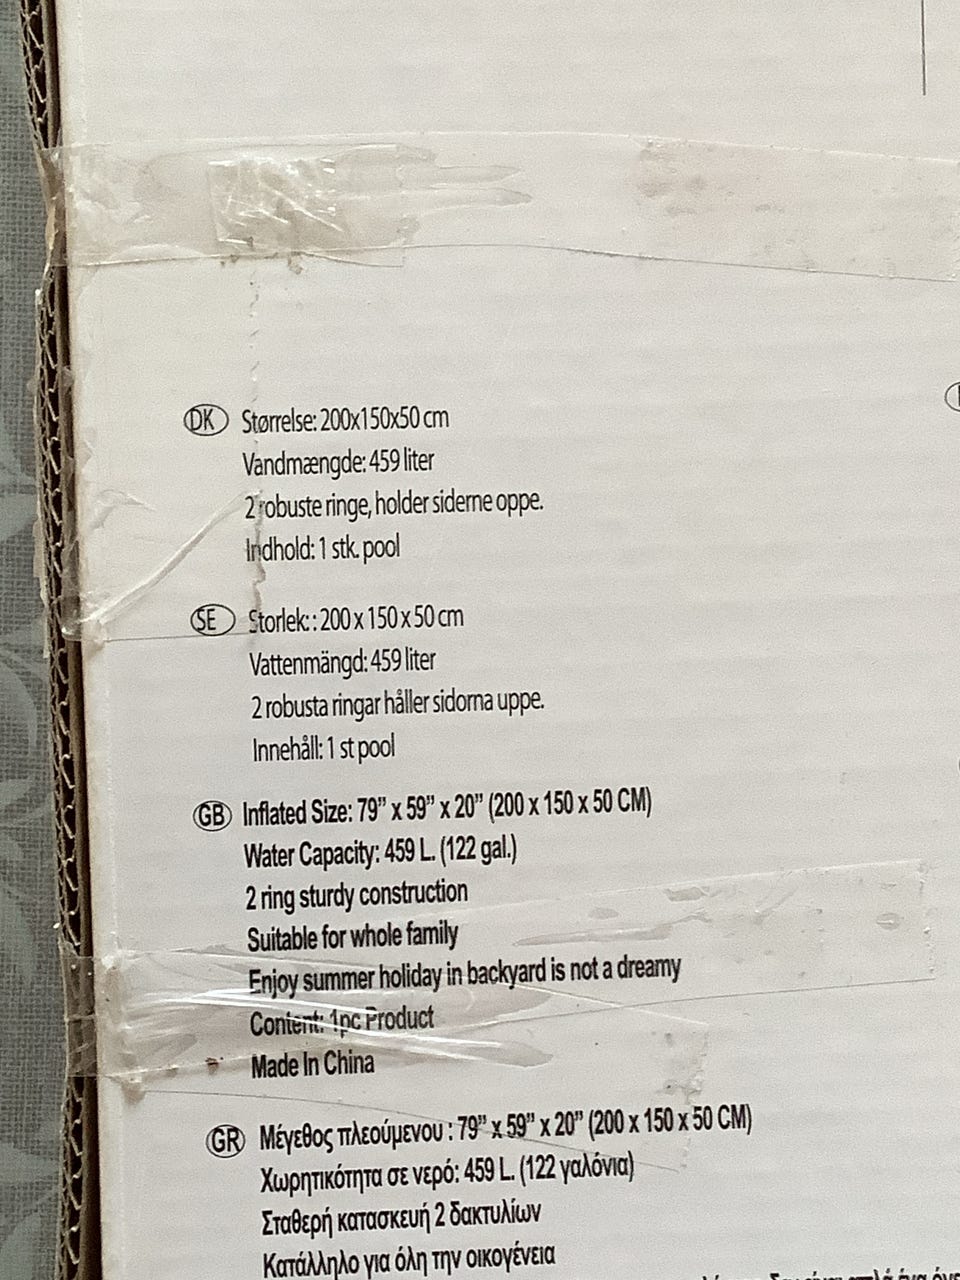 DK Størrelse: 200x150x50 cm
Vandmængde: 459 liter
2 robuste ringe, holder siderne oppe.
Indhold: 1 stk. pool
SE Storlek: : 200 x 150 x 50 cm
Vattenmängd: 459 liter
2 robusta ringar håller sidorna uppe.
Innehåll: 1 st pool
GB Inflated Size: 79” x 59” x 20” (200 x 150 x 50 CM)
Water Capacity: 459 L. (122 gal.)
2 ring sturdy construction
Suitable for whole family
Enjoy summer holiday in backyard is not a dreamy
Content: 1pc Product
Made In China
GR Μέγεθος πλεούμενου : 79” x 59” x 20” (200 x 150 x 50 CM)
Χωρητικότητα σε νερό: 459 L. (122 γαλόνια)
Σταθερή κατασκευή 2 δακτυλίων
Κατάλληλο για όλη την οικογένεια